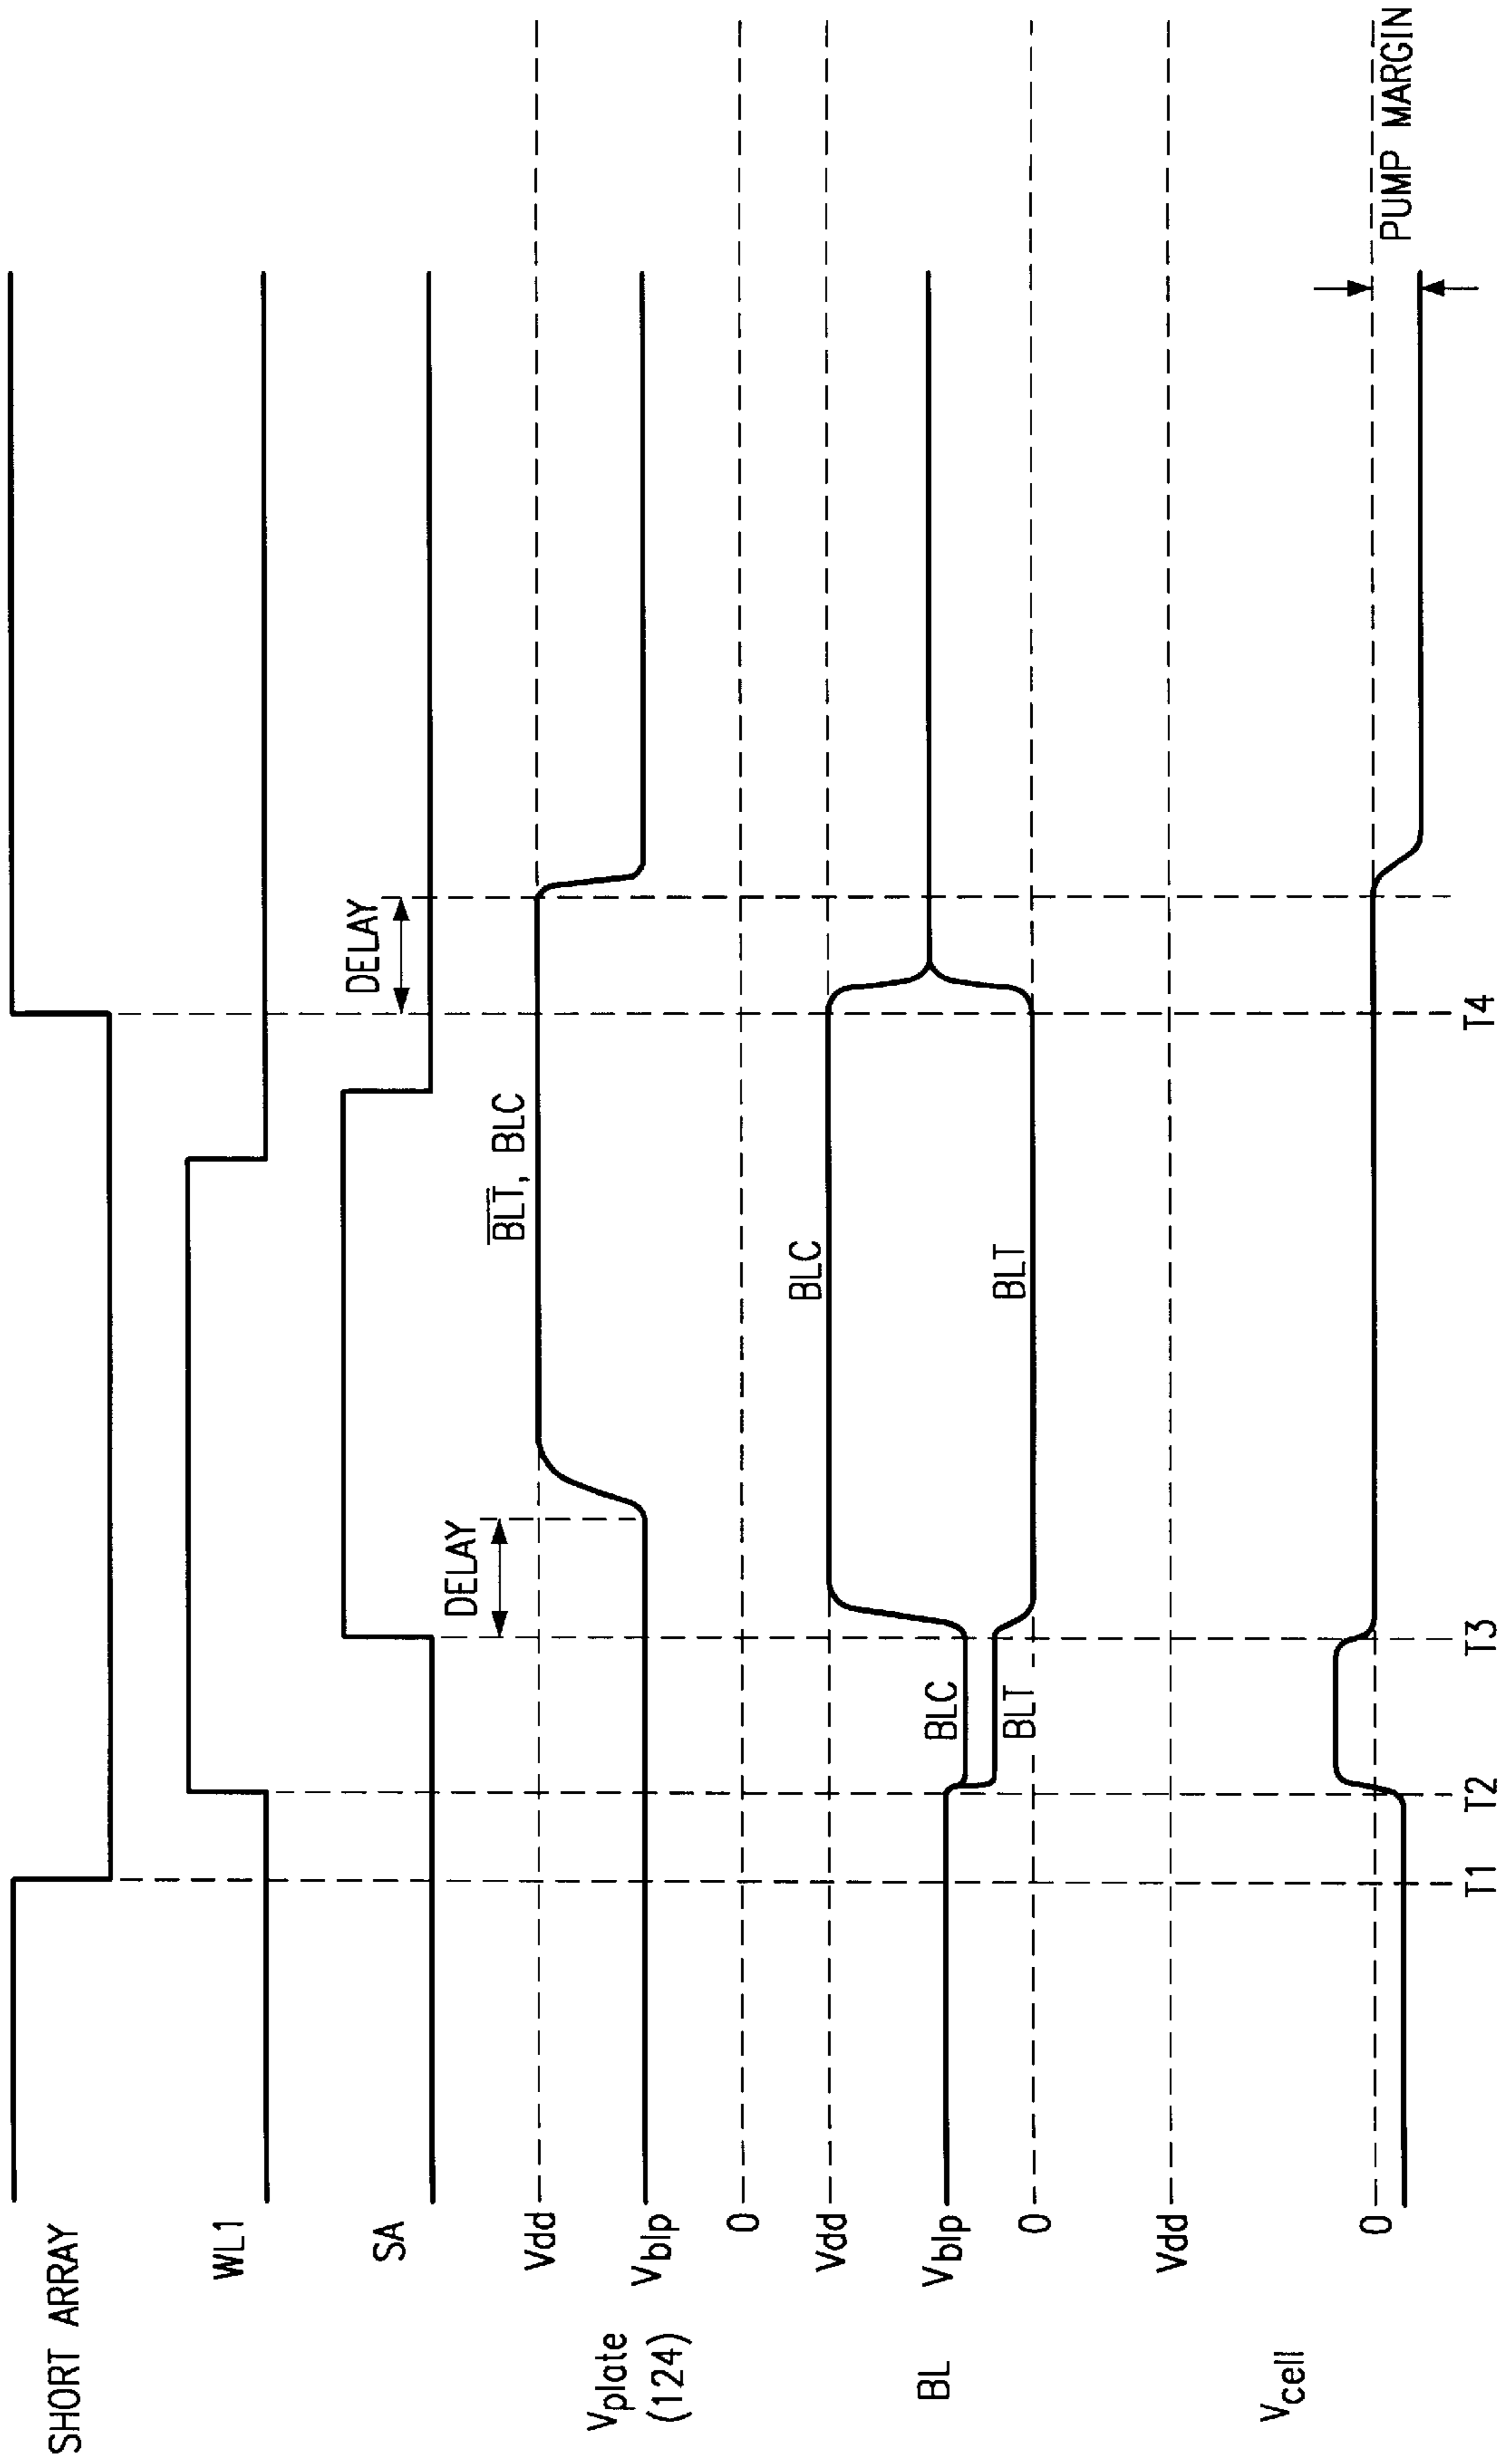 SHORT ARRAY
WL1
SA
DELAY
DELAY
Vdd
B̅L̅T̅, BLC
Vplate
(124)
Vblp
0
Vdd
BLC
BL
Vblp
BLC
BLT
BLT
0
Vdd
Vcell
0
PUMP MARGIN
T1
T2
T3
T4